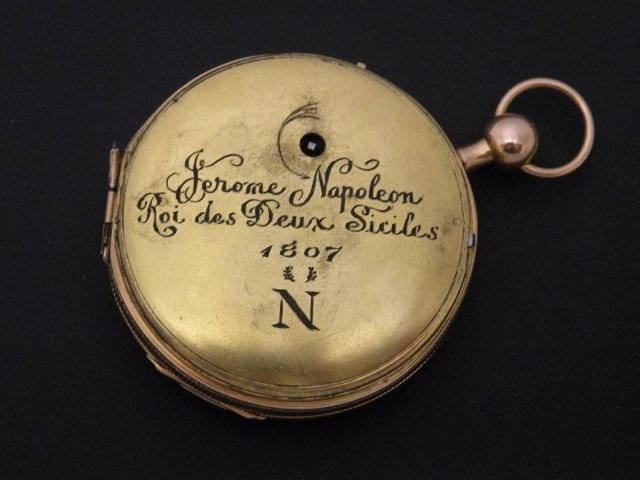 Jerome Napoleon
Roi des Deux Siciles
1807
N